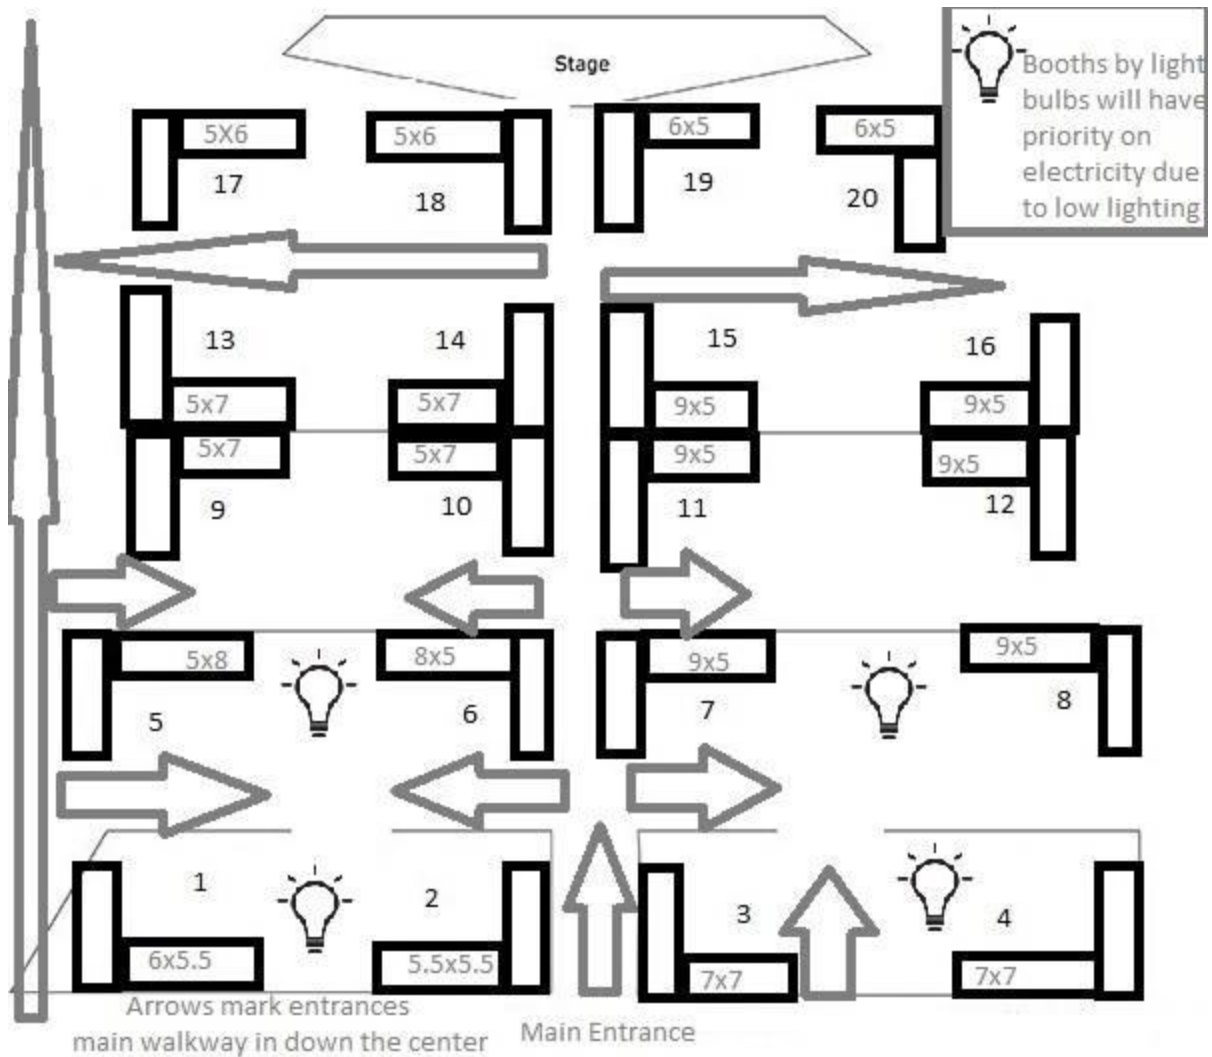 Stage
Booths by light
bulbs will have
priority on
electricity due
to low lighting
5X6
5x6
6x5
6x5
17
18
19
20
13
14
15
16
5x7
5x7
9x5
9x5
5x7
5x7
9x5
9x5
9
10
11
12
5x8
8x5
9x5
9x5
5
6
7
8
1
2
3
4
6x5.5
5.5x5.5
7x7
7x7
Arrows mark entrances
main walkway in down the center
Main Entrance